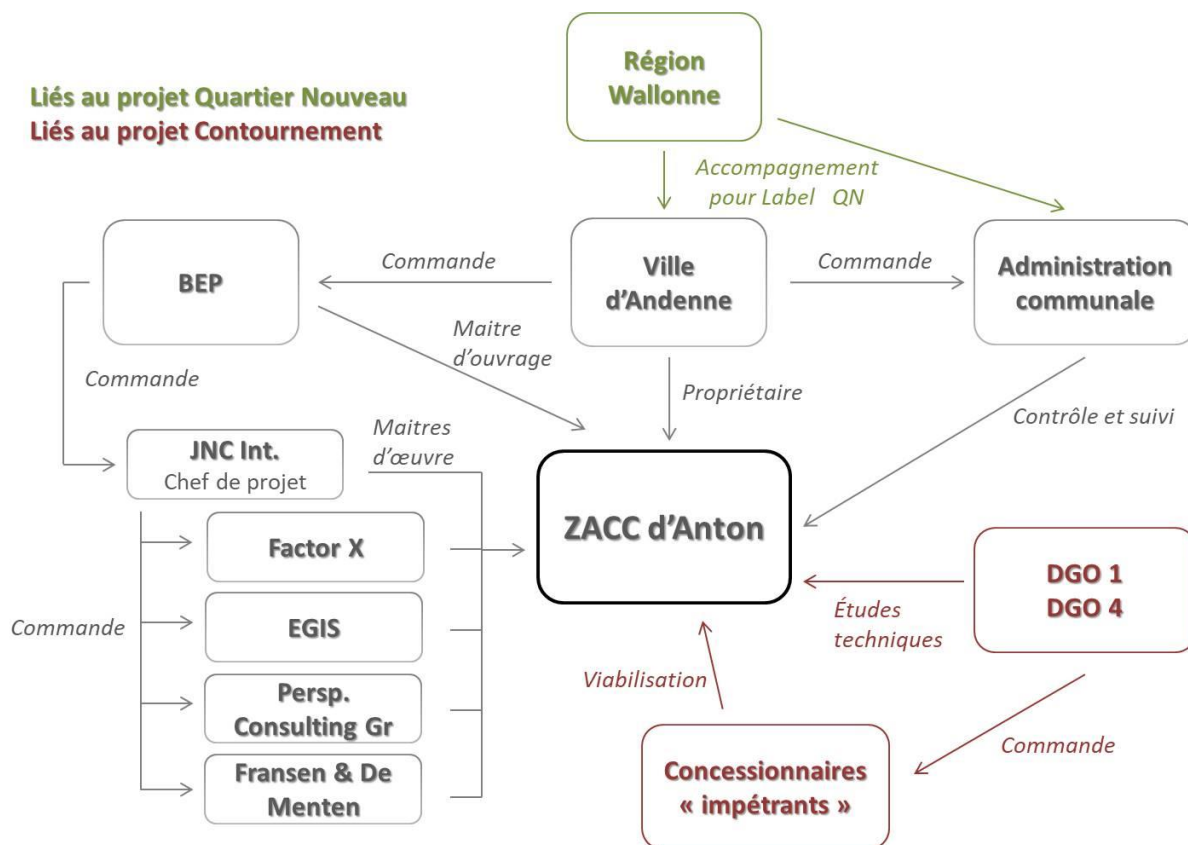 Région
Wallonne
Liés au projet Quartier Nouveau
Liés au projet Contournement
Accompagnement
pour Label QN
BEP
Commande
Ville
d'Andenne
Commande
Administration
communale
Maitre
d'ouvrage
Commande
Propriétaire
Contrôle et suivi
JNC Int.
Chef de projet
Maitres
d'œuvre
ZACC d'Anton
Factor X
DGO 1
DGO 4
Commande
EGIS
Études
techniques
Viabilisation
Persp.
Consulting Gr
Commande
Concessionnaires
« impétrants »
Fransen & De
Menten